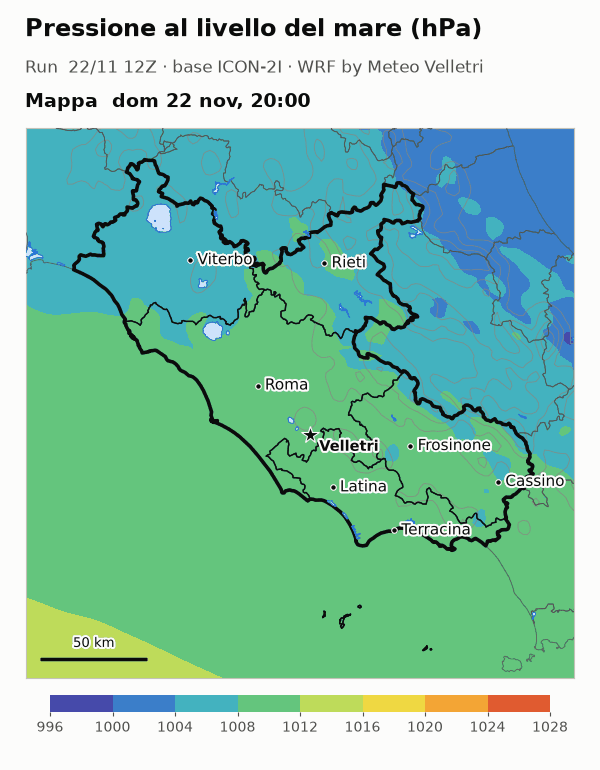 Pressione al livello del mare (hPa)
Run  22/11 12Z · base ICON-2I · WRF by Meteo Velletri
Mappa  dom 22 nov, 20:00
Viterbo
Rieti
Roma
Velletri
Frosinone
Cassino
Latina
Terracina
50 km
996 1000 1004 1008 1012 1016 1020 1024 1028